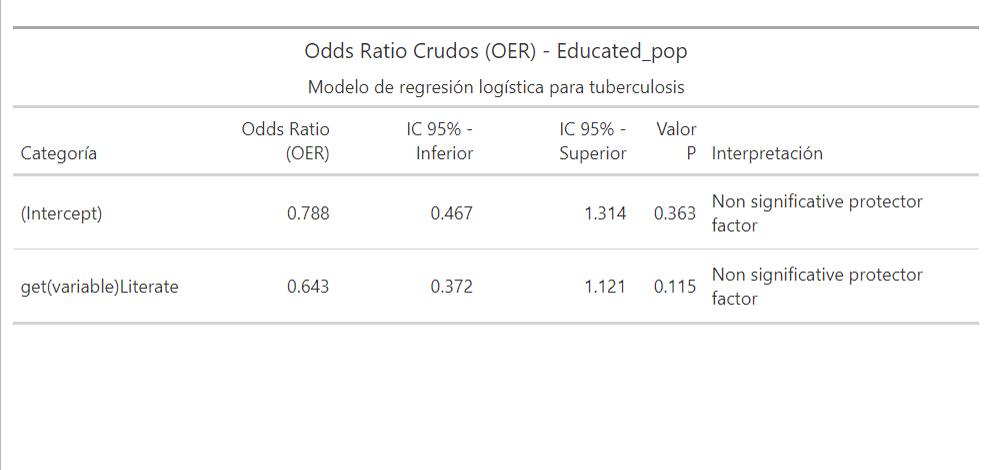 Odds Ratio Crudos (OER) - Educated_pop
Modelo de regresión logística para tuberculosis
Categoría Odds Ratio (OER) IC 95% - Inferior IC 95% - Superior Valor P Interpretación
(Intercept) 0.788 0.467 1.314 0.363 Non significative protector factor
get(variable)Literate 0.643 0.372 1.121 0.115 Non significative protector factor